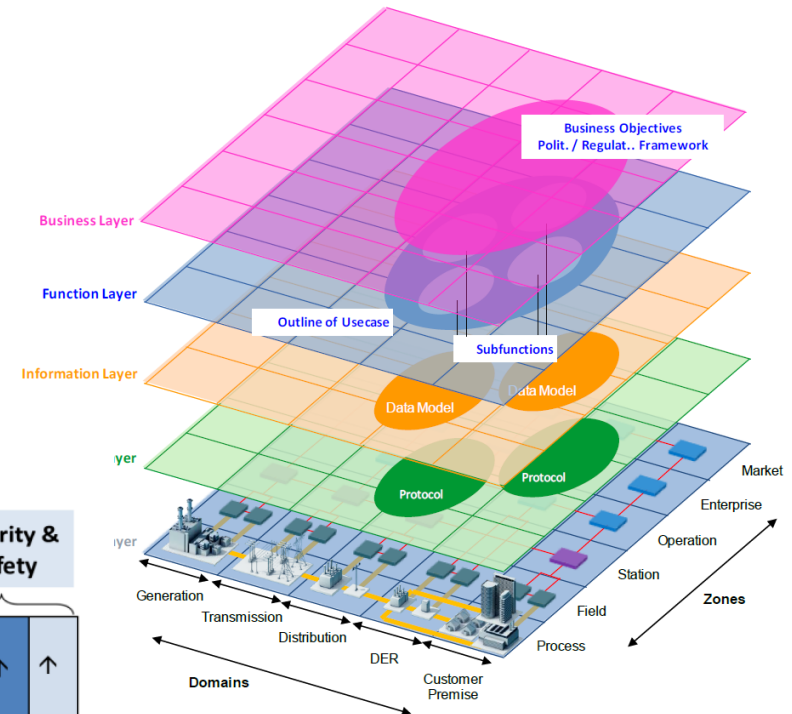 Business Objectives
Polit. / Regulat.. Framework
Business Layer
Function Layer
Outline of Usecase
Subfunctions
Information Layer
Data Model
Data Model
yer
Protocol
Protocol
yer
rity &
fety
Market
Enterprise
Operation
Station
Field
Process
Zones
Generation
Transmission
Distribution
DER
Customer
Premise
Domains